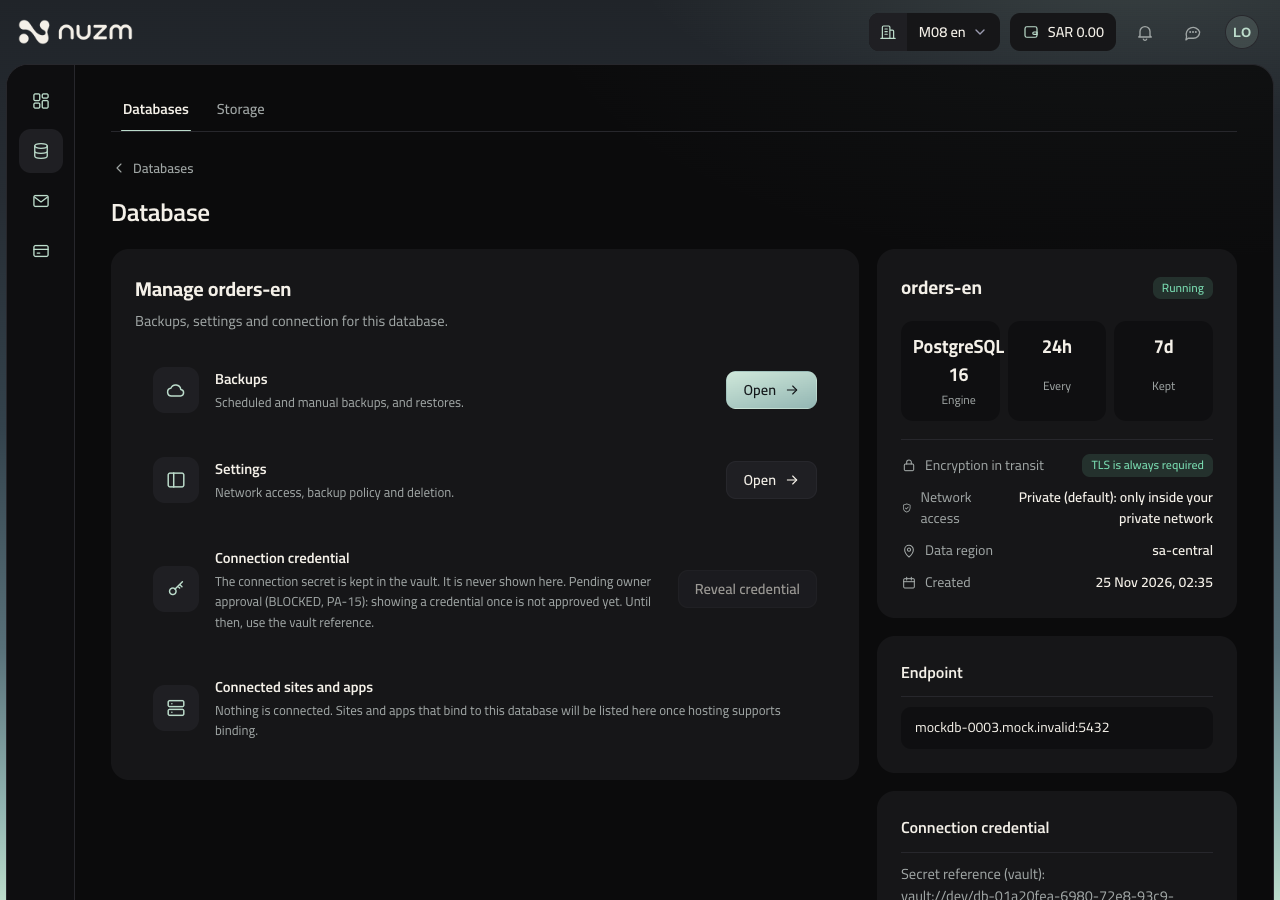 nuzm
M08 en
SAR 0.00
LO
Databases
Storage
Databases
Database
Manage orders-en
Backups, settings and connection for this database.
Backups
Scheduled and manual backups, and restores.
Open
Settings
Network access, backup policy and deletion.
Open
Connection credential
The connection secret is kept in the vault. It is never shown here. Pending owner
approval (BLOCKED, PA-15): showing a credential once is not approved yet. Until
then, use the vault reference.
Reveal credential
Connected sites and apps
Nothing is connected. Sites and apps that bind to this database will be listed here once hosting supports
binding.
orders-en
Running
PostgreSQL
16
Engine
24h
Every
7d
Kept
Encryption in transit
TLS is always required
Network
access
Private (default): only inside your
private network
Data region
sa-central
Created
25 Nov 2026, 02:35
Endpoint
mockdb-0003.mock.invalid:5432
Connection credential
Secret reference (vault):
vault://dev/db-01a20fea-6980-72e8-93c9-